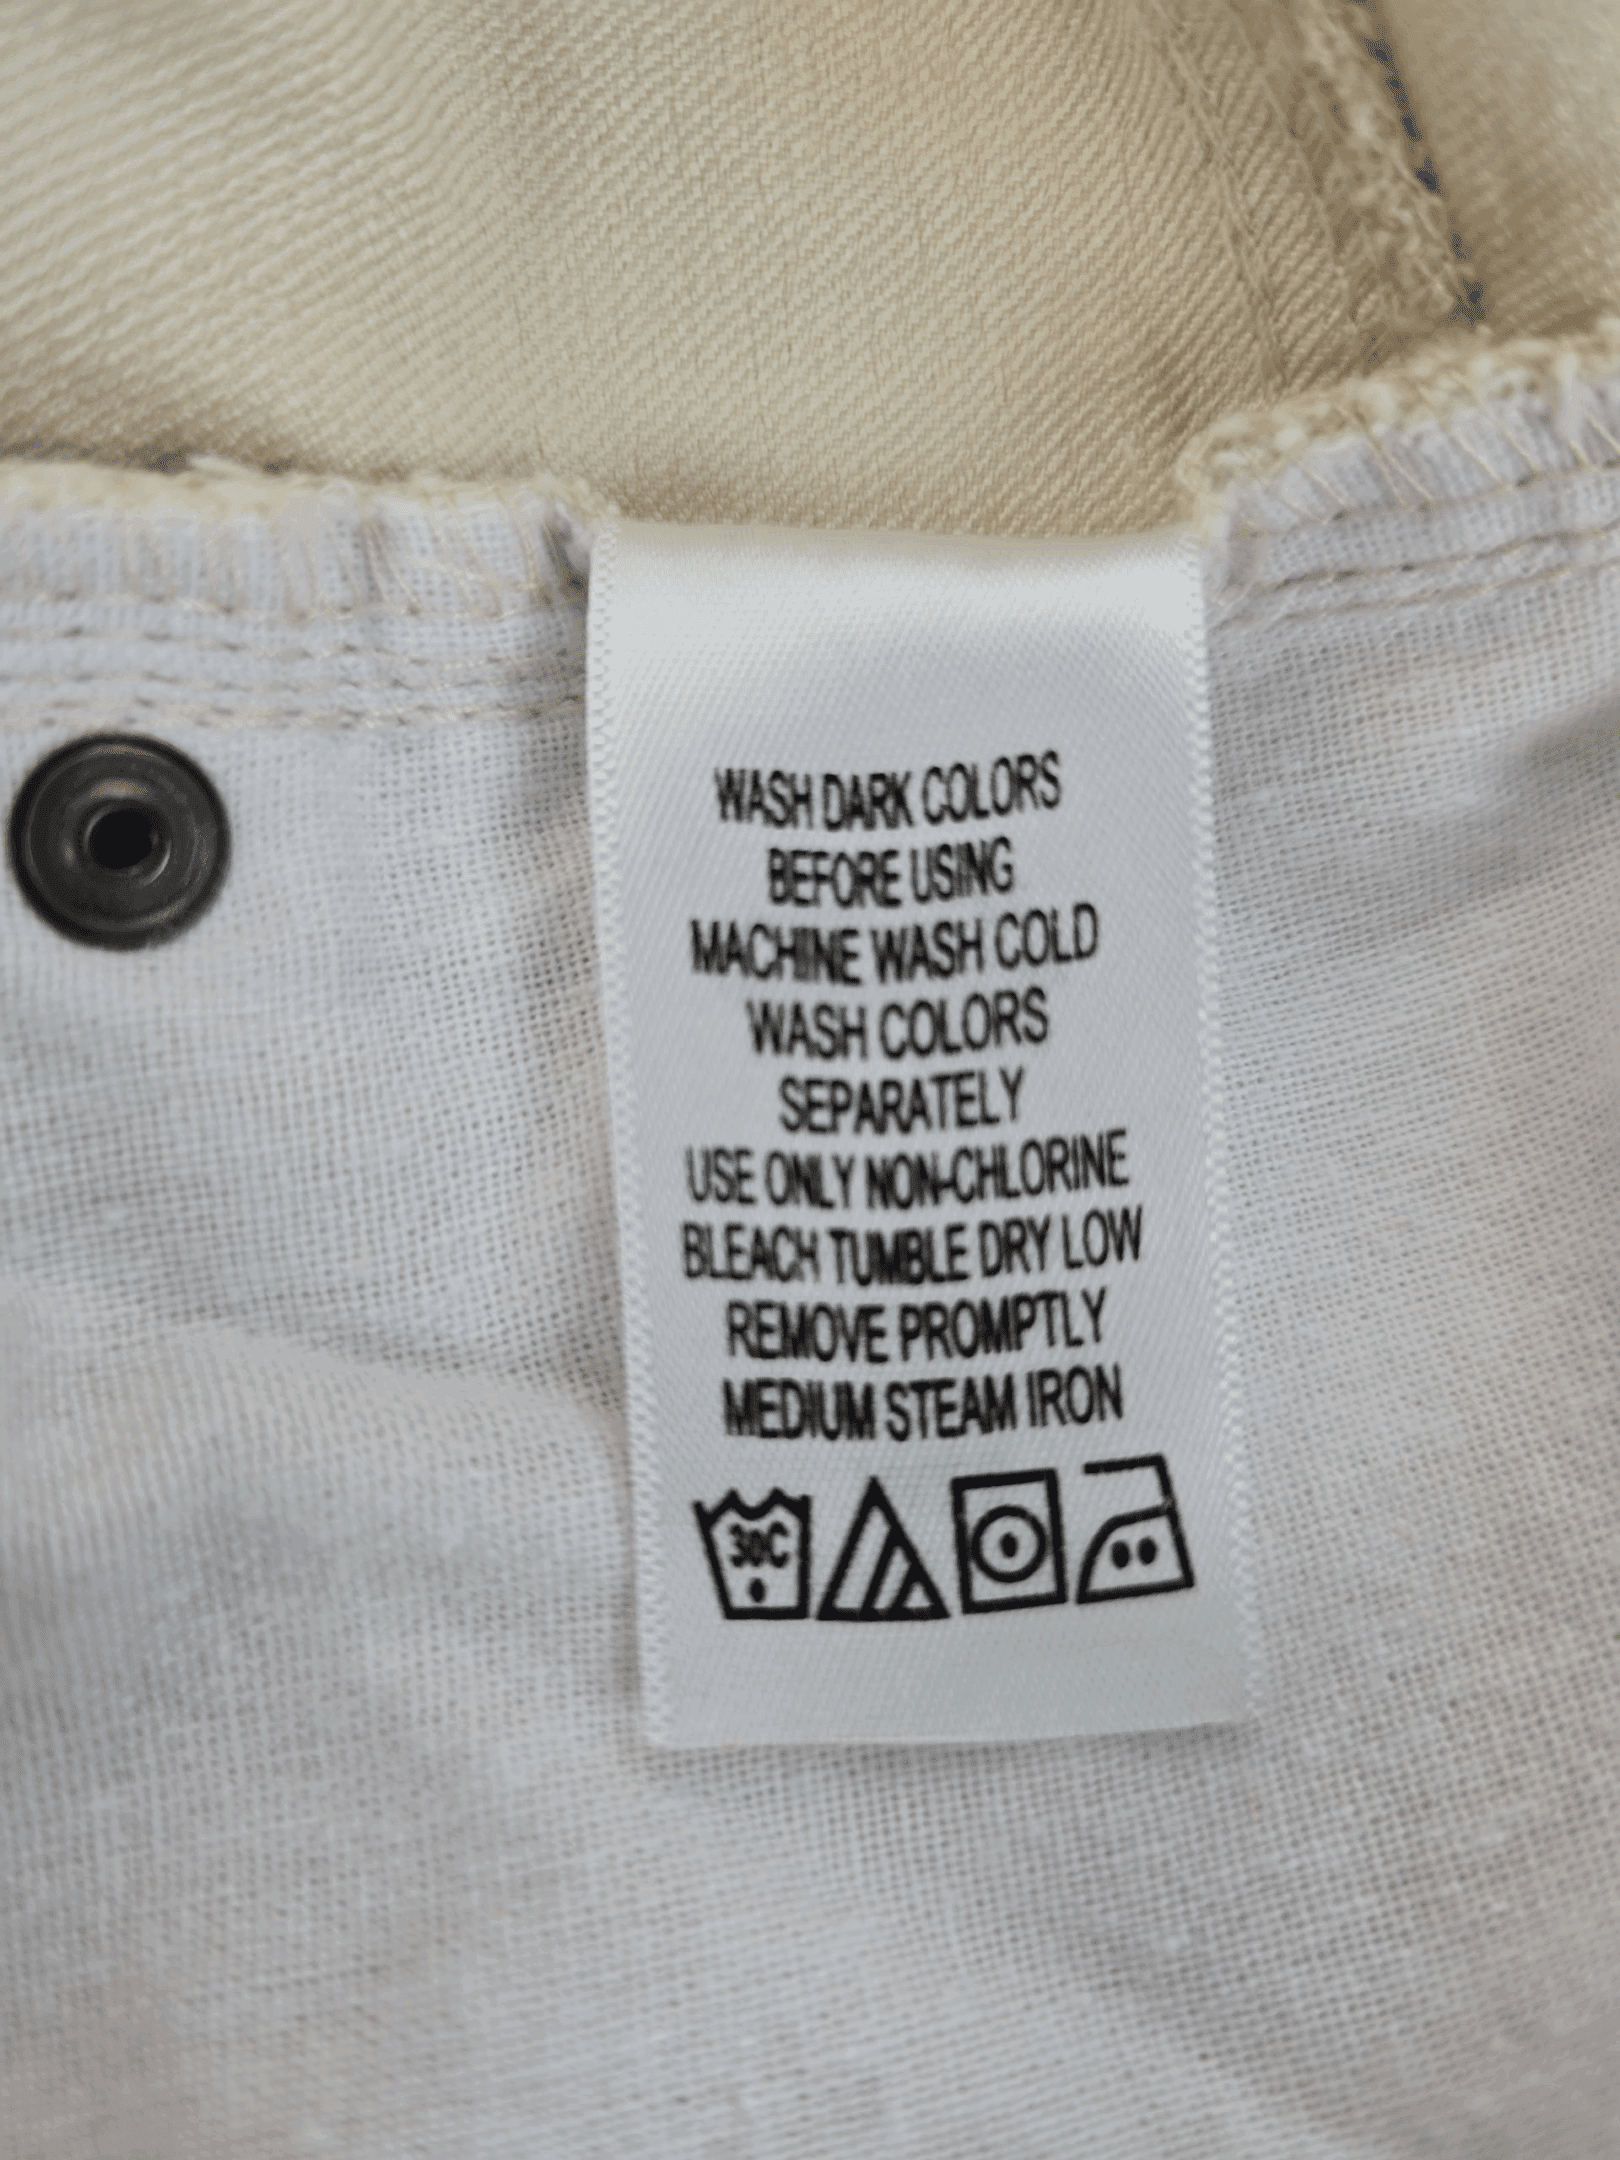 WASH DARK COLORS
BEFORE USING
MACHINE WASH COLD
WASH COLORS
SEPARATELY
USE ONLY NON-CHLORINE
BLEACH TUMBLE DRY LOW
REMOVE PROMPTLY
MEDIUM STEAM IRON
30C